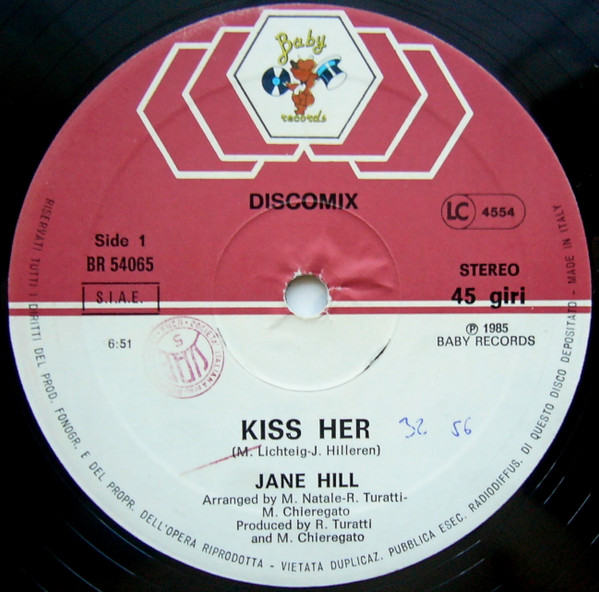 Baby
records
DISCOMIX
LC 4554
Side 1
BR 54065
STEREO
S.I.A.E.
45 giri
6:51
℗ 1985
BABY RECORDS
KISS HER
32 56
(M. Lichteig-J. Hilleren)
JANE HILL
Arranged by M. Natale-R. Turatti-
M. Chieregato
Produced by R. Turatti
and M. Chieregato
RISERVATI TUTTI I DIRITTI DEL PROD. FONOGR. E DEL PROPR. DELL'OPERA RIPRODOTTA - VIETATA DUPLICAZ. PUBBLICA ESEC. RADIODIFFUS. DI QUESTO DISCO DEPOSITATO - MADE IN ITALY